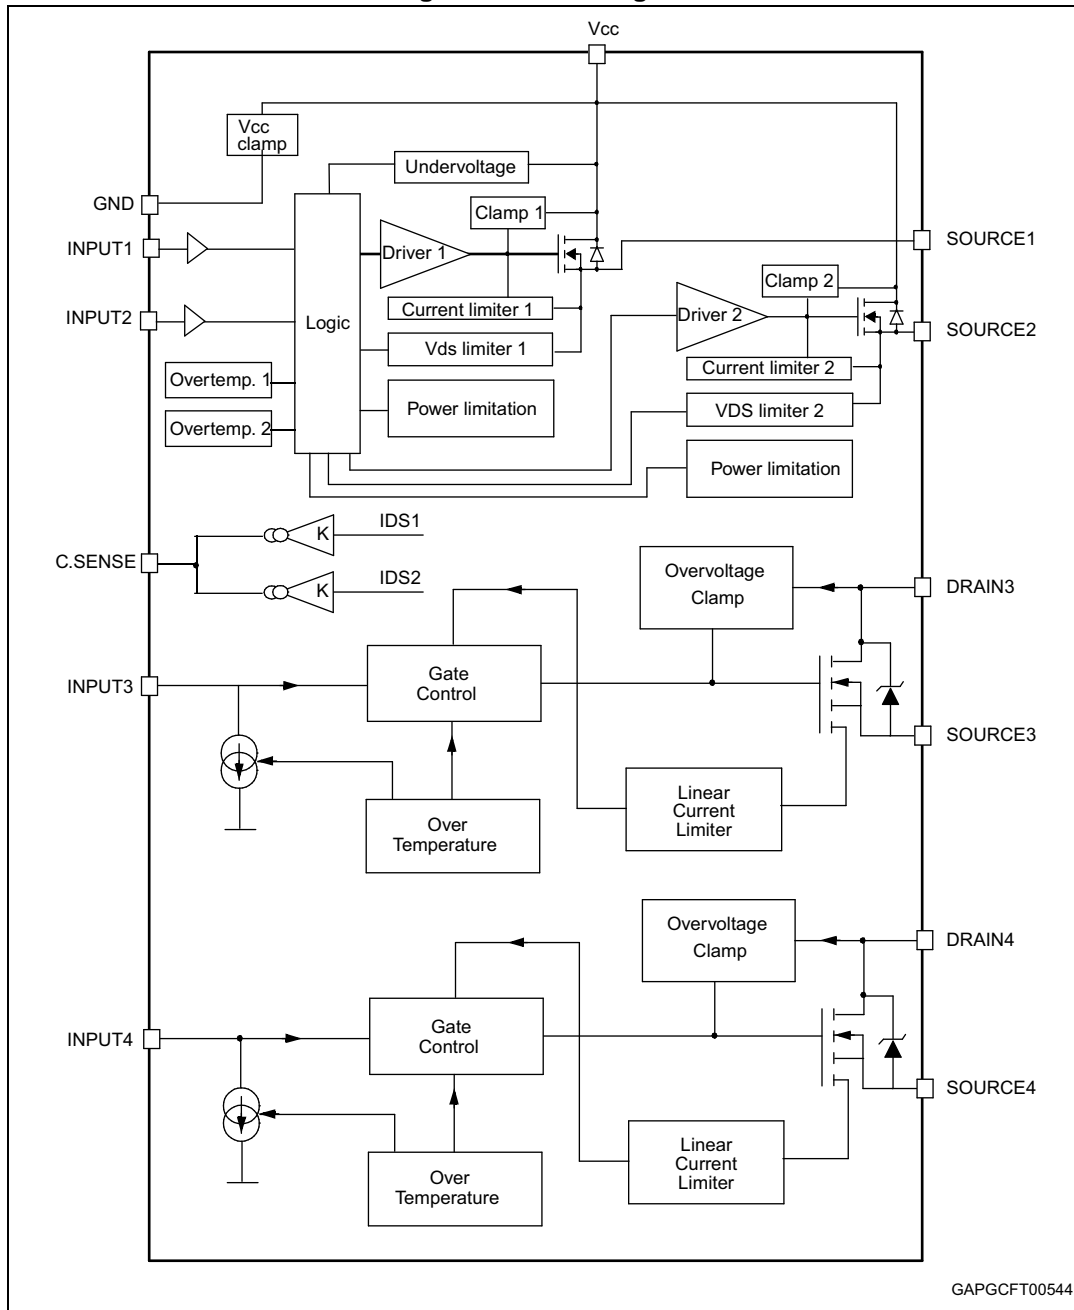 Vcc
Vcc
clamp
Undervoltage
GND
Clamp 1
INPUT1
Driver 1
SOURCE1
Clamp 2
INPUT2
Logic
Current limiter 1
Driver 2
SOURCE2
Vds limiter 1
Current limiter 2
Overtemp. 1
Power limitation
VDS limiter 2
Overtemp. 2
Power limitation
K
IDS1
C.SENSE
K
IDS2
Overvoltage
Clamp
DRAIN3
INPUT3
Gate
Control
SOURCE3
Linear
Current
Limiter
Over
Temperature
Overvoltage
Clamp
DRAIN4
INPUT4
Gate
Control
SOURCE4
Linear
Current
Limiter
Over
Temperature
GAPGCFT00544